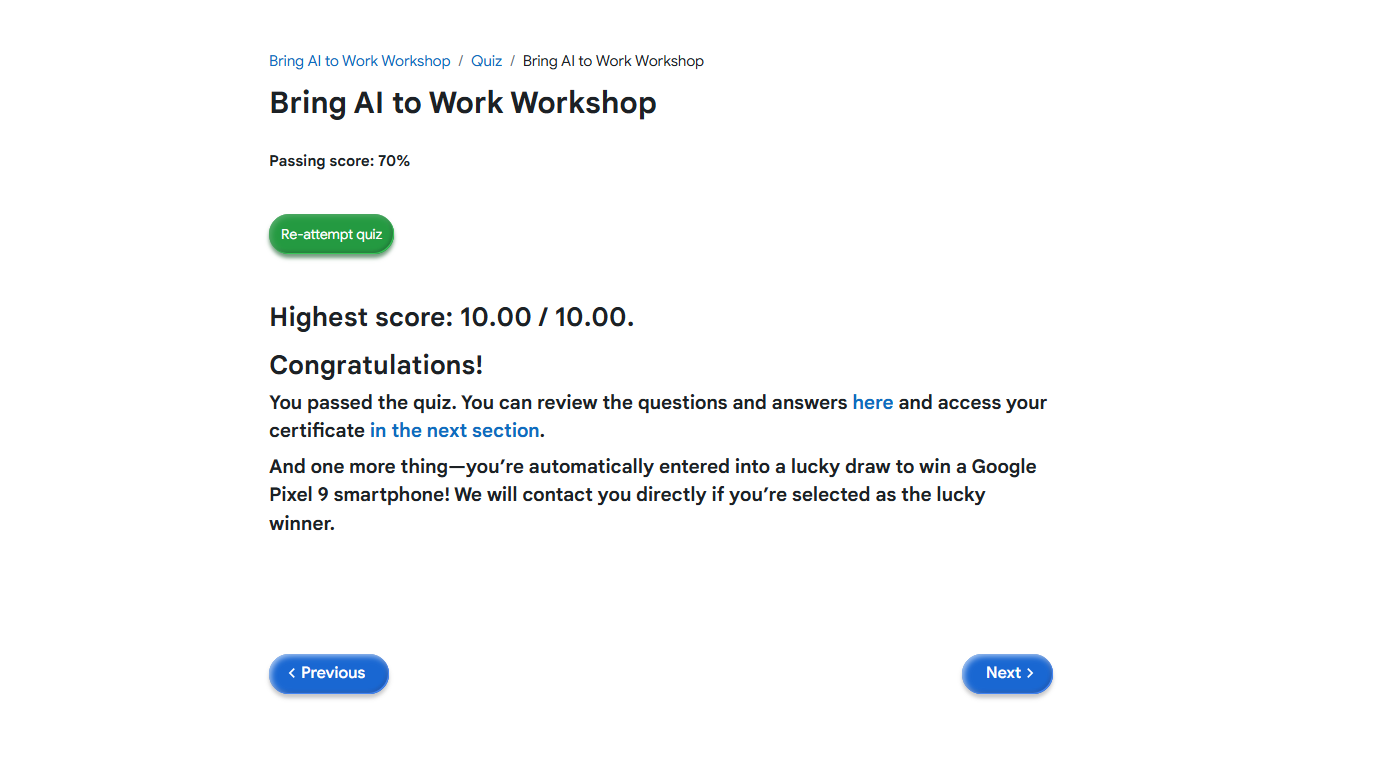 Bring AI to Work Workshop / Quiz / Bring AI to Work Workshop
Bring AI to Work Workshop
Passing score: 70%
Re-attempt quiz
Highest score: 10.00 / 10.00.
Congratulations!
You passed the quiz. You can review the questions and answers here and access your
certificate in the next section.
And one more thing—you’re automatically entered into a lucky draw to win a Google
Pixel 9 smartphone! We will contact you directly if you’re selected as the lucky
winner.
Previous
Next